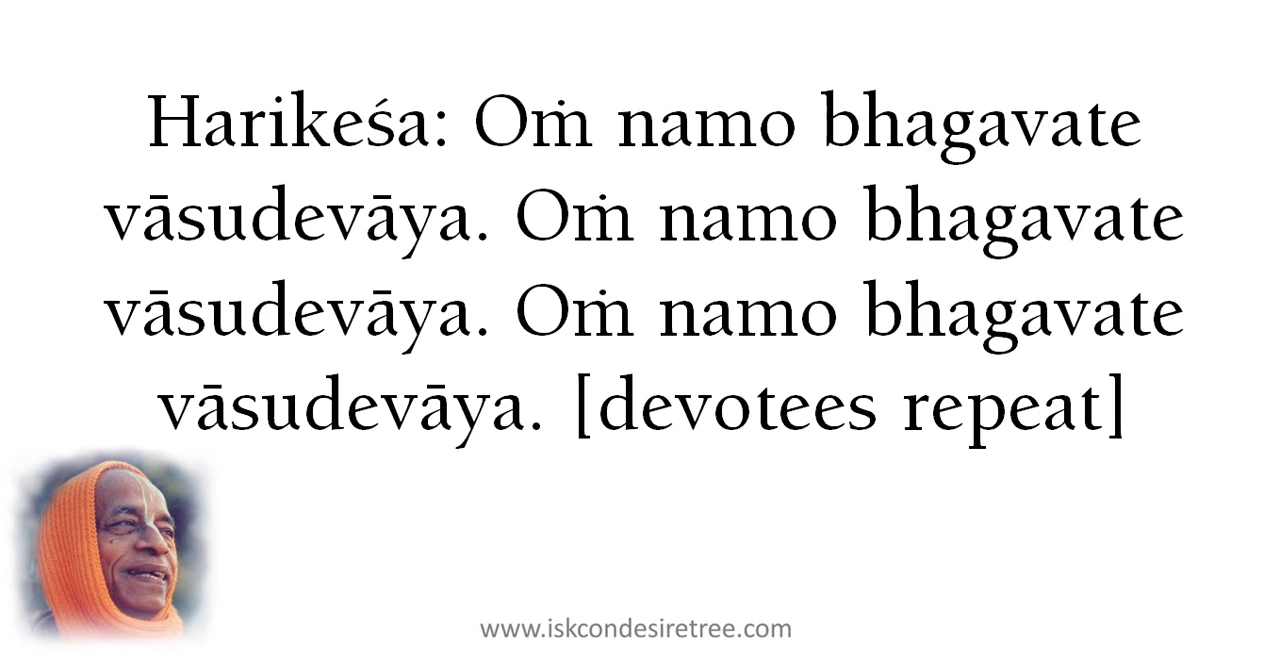 Harikeśa: Oṁ namo bhagavate
vāsudevāya. Oṁ namo bhagavate
vāsudevāya. Oṁ namo bhagavate
vāsudevāya. [devotees repeat]
www.iskcondesiretree.com